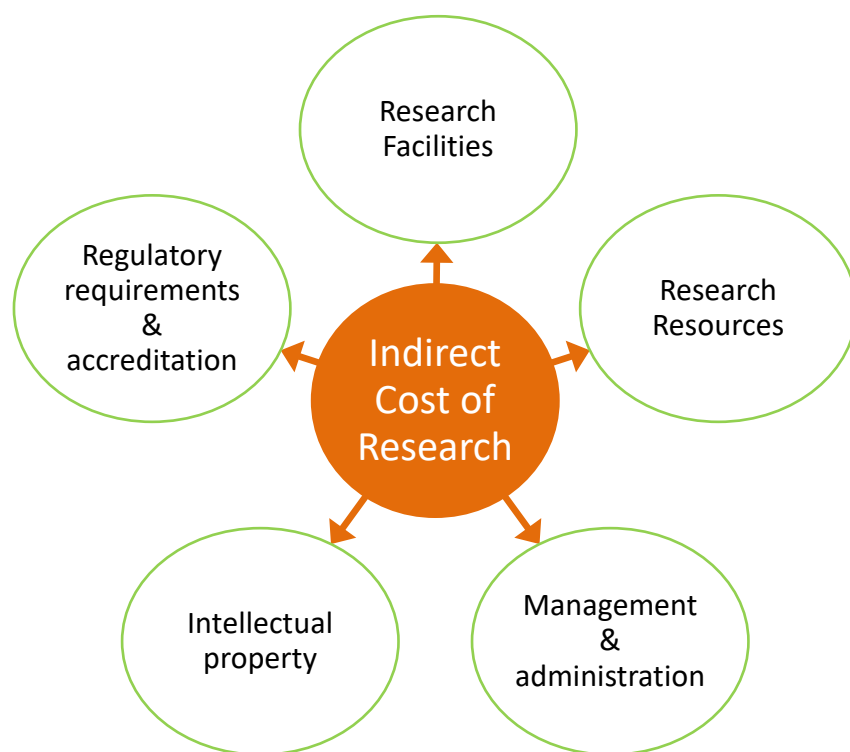 Research
Facilities
Regulatory
requirements
&
accreditation
Research
Resources
Indirect
Cost of
Research
Intellectual
property
Management
&
administration